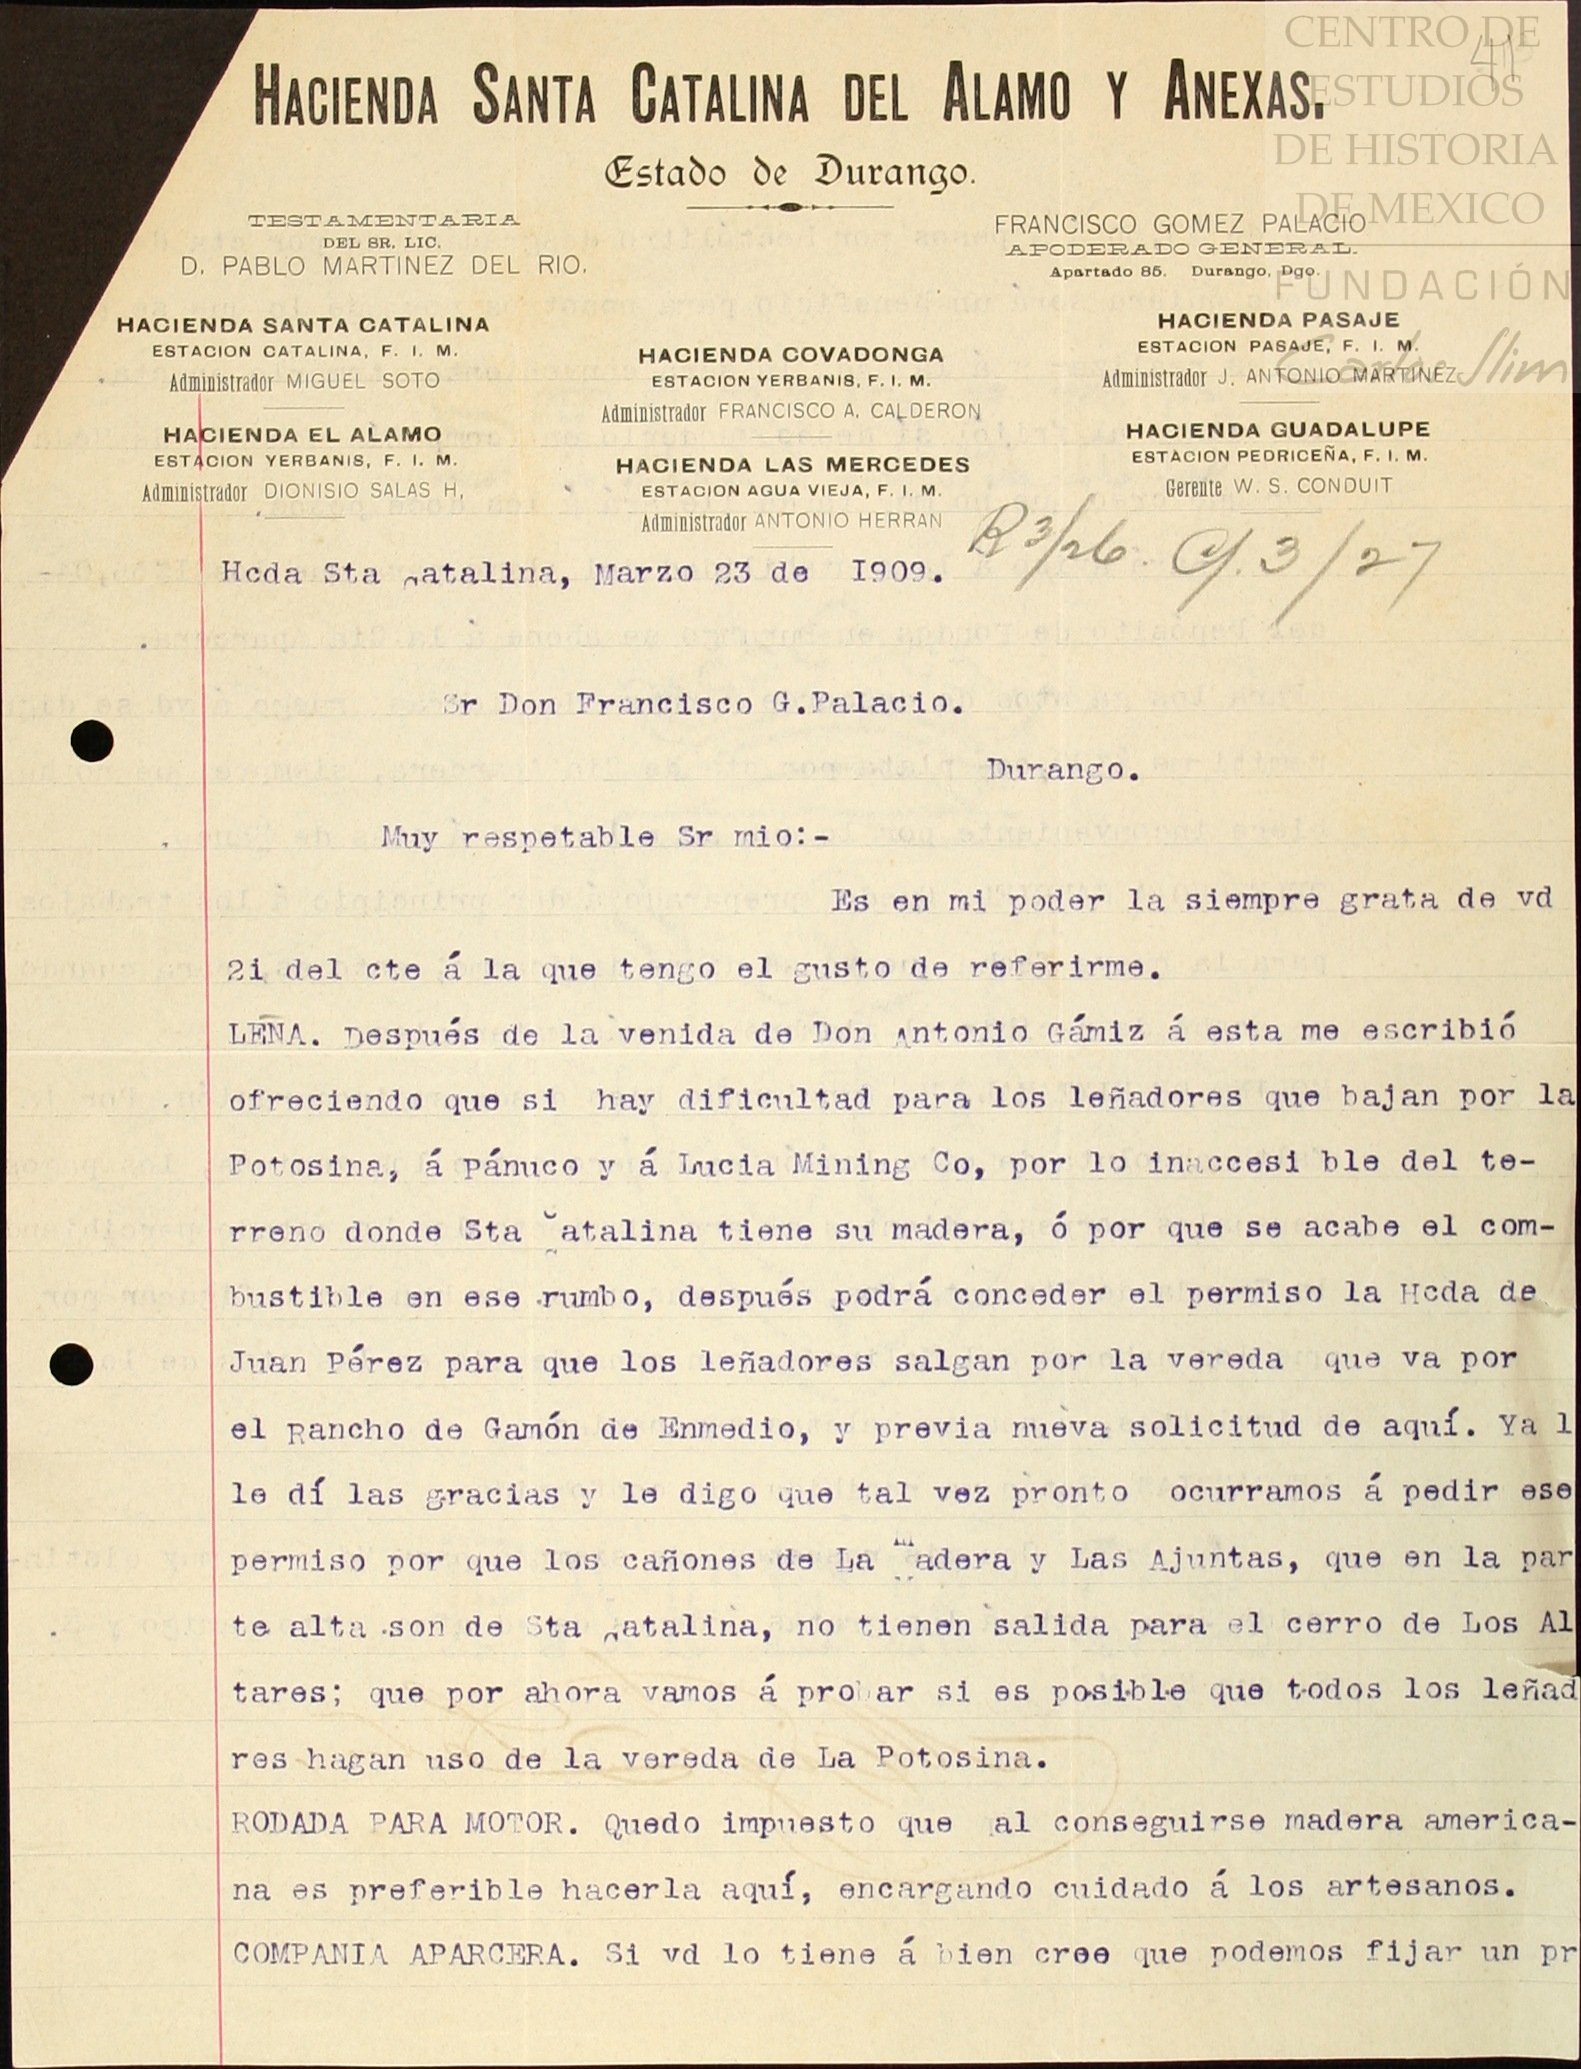 CENTRO DE
ESTUDIOS
DE HISTORIA
DE MEXICO
FUNDACIÓN
Carlos Slim
41
HACIENDA SANTA CATALINA DEL ALAMO Y ANEXAS.
Estado de Durango.
TESTAMENTARIA
DEL SR. LIC.
D. PABLO MARTINEZ DEL RIO.
FRANCISCO GOMEZ PALACIO
APODERADO GENERAL.
Apartado 85. Durango, Dgo.
HACIENDA SANTA CATALINA
ESTACION CATALINA, F. I. M.
Administrador MIGUEL SOTO
HACIENDA EL ALAMO
ESTACION YERBANIS, F. I. M.
Administrador DIONISIO SALAS H,
HACIENDA COVADONGA
ESTACION YERBANIS, F. I. M.
Administrador FRANCISCO A. CALDERON
HACIENDA LAS MERCEDES
ESTACION AGUA VIEJA, F. I. M.
Administrador ANTONIO HERRAN
HACIENDA PASAJE
ESTACION PASAJE, F. I. M.
Administrador J. ANTONIO MARTINEZ
HACIENDA GUADALUPE
ESTACION PEDRICEÑA, F. I. M.
Gerente W. S. CONDUIT
R 3/26. C/. 3/27
Hcda Sta Catalina, Marzo 23 de I909.
Sr Don Francisco G.Palacio.
Durango.
Muy respetable Sr mio:-
Es en mi poder la siempre grata de vd
2i del cte á la que tengo el gusto de referirme.
LEÑA. Después de la venida de Don Antonio Gámiz á esta me escribió
ofreciendo que si hay dificultad para los leñadores que bajan por la
Potosina, á Pánuco y á Lucia Mining Co, por lo inaccesi ble del te-
rreno donde Sta Catalina tiene su madera, ó por que se acabe el com-
bustible en ese rumbo, después podrá conceder el permiso la Hcda de
Juan Pérez para que los leñadores salgan por la vereda que va por
el Rancho de Gamón de Enmedio, y previa nueva solicitud de aquí. Ya l
le dí las gracias y le digo que tal vez pronto ocurramos á pedir ese
permiso por que los cañones de La Madera y Las Ajuntas, que en la par
te alta son de Sta Catalina, no tienen salida para el cerro de Los Al
tares; que por ahora vamos á probar si es posible que todos los leñad
res hagan uso de la vereda de La Potosina.
RODADA PARA MOTOR. Quedo impuesto que al conseguirse madera america-
na es preferible hacerla aquí, encargando cuidado á los artesanos.
COMPANIA APARCERA. Si vd lo tiene á bien cree que podemos fijar un pr